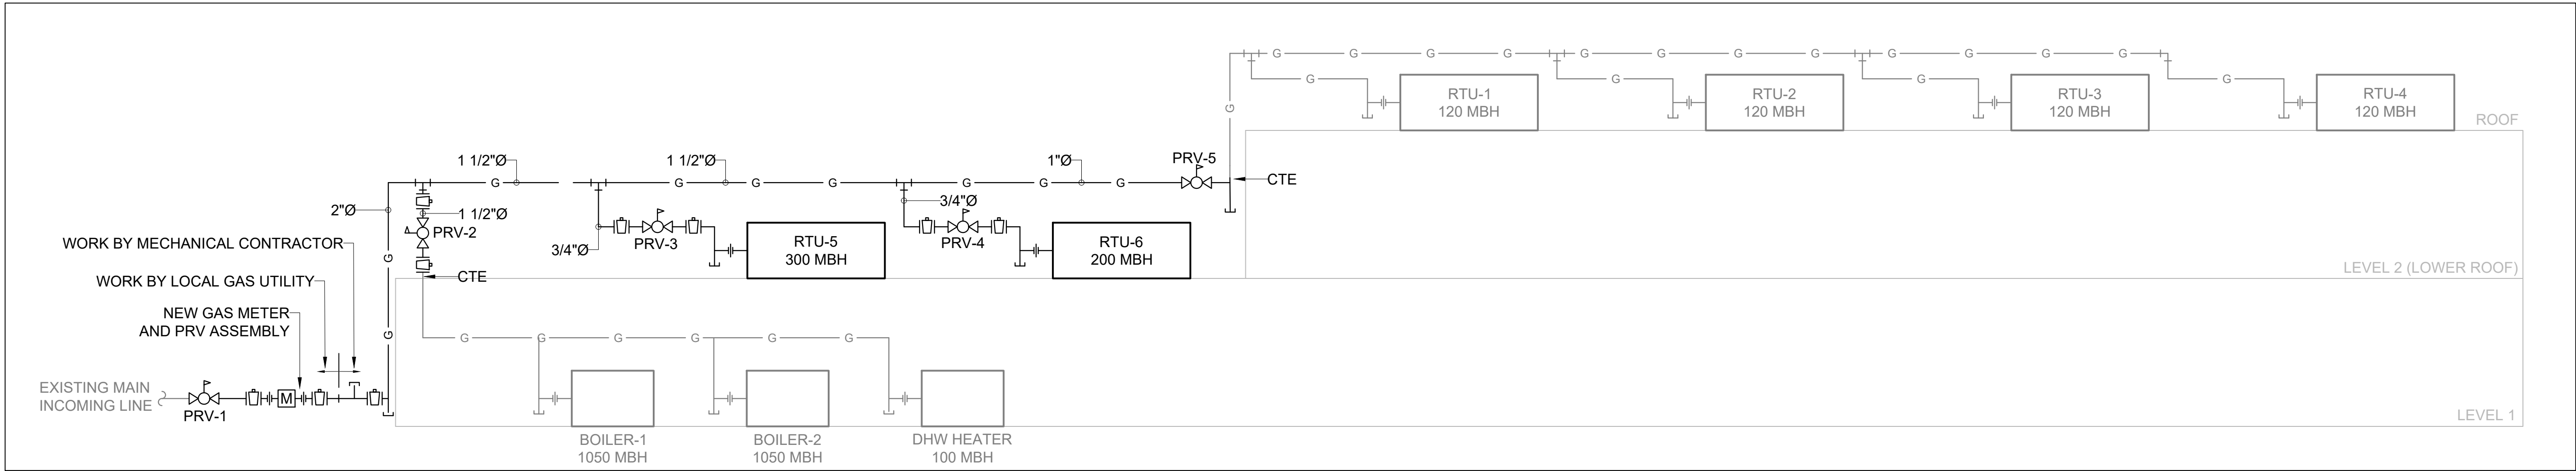 G G G G G G G G G G G G
G G G G
RTU-1
120 MBH
RTU-2
120 MBH
RTU-3
120 MBH
RTU-4
120 MBH
G
ROOF
1 1/2"Ø
1 1/2"Ø
1"Ø
PRV-5
G G G G G G
CTE
2"Ø
1 1/2"Ø
3/4"Ø
PRV-2
PRV-3
PRV-4
3/4"Ø
RTU-5
300 MBH
RTU-6
200 MBH
WORK BY MECHANICAL CONTRACTOR
G
LEVEL 2 (LOWER ROOF)
CTE
WORK BY LOCAL GAS UTILITY
NEW GAS METER
AND PRV ASSEMBLY
G
G G G G G
EXISTING MAIN
INCOMING LINE
M
PRV-1
LEVEL 1
BOILER-1
1050 MBH
BOILER-2
1050 MBH
DHW HEATER
100 MBH